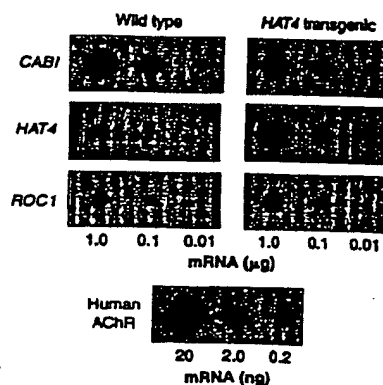 Wild type HAT4 transgenic
CABI
HAT4
ROC1
1.0 0.1 0.01 1.0 0.1 0.01
mRNA (μg)
Human
AChR
20 2.0 0.2
mRNA (ng)